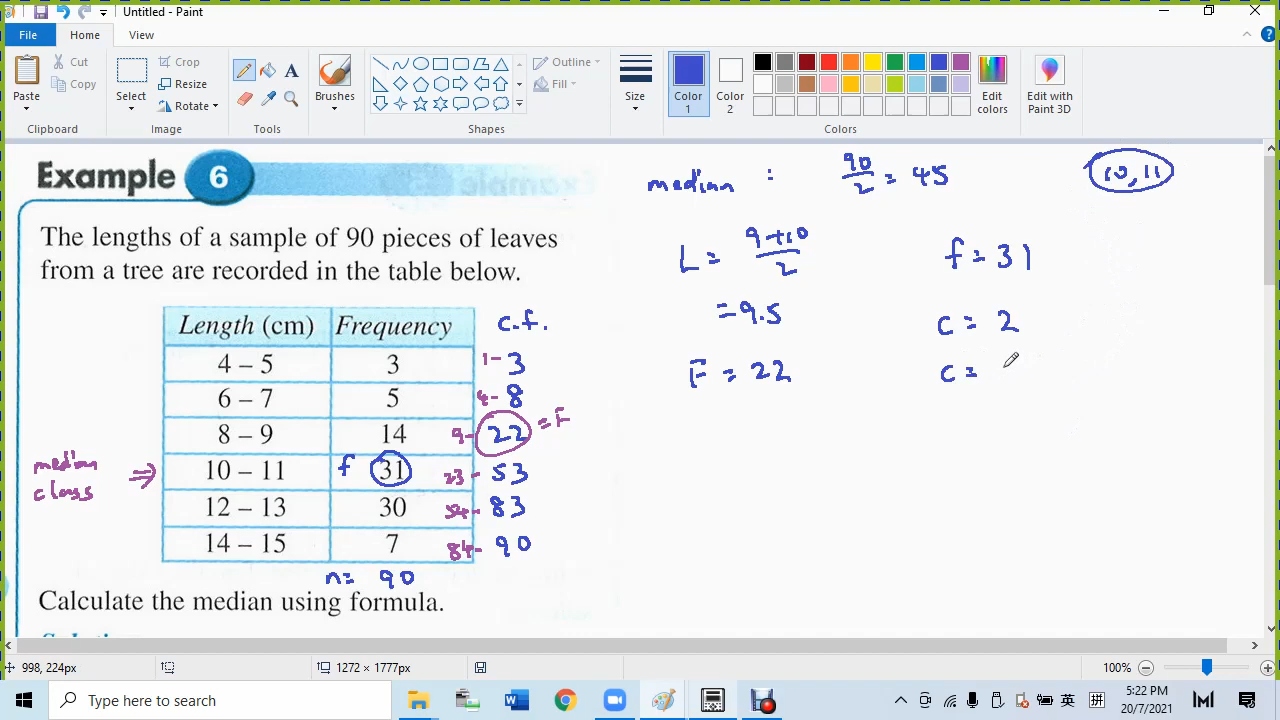 Untitled - Paint
File
Home
View
Paste
Cut
Copy
Clipboard
Select
Crop
Resize
Rotate
Image
Tools
Brushes
Shapes
Outline
Fill
Size
Color 1
Color 2
Edit colors
Edit with Paint 3D
Colors
Example 6
The lengths of a sample of 90 pieces of leaves
from a tree are recorded in the table below.
Length (cm) Frequency c.f.
4 – 5 3 1- 3
6 – 7 5 4- 8
8 – 9 14 9- 22 = F
median class ⇒ 10 – 11 f 31 23- 53
12 – 13 30 54- 83
14 – 15 7 84- 90
n= 90
Calculate the median using formula.
median : 90/2 = 45 10, 11
L = 9+10/2 f = 31
= 9.5 c = 2
F = 22 c =
998, 224px
1272 × 1777px
100%
Type here to search
英
拼
5:22 PM
20/7/2021